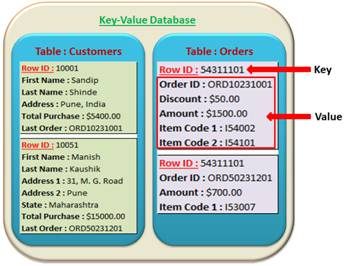 Key-Value Database
Table : Customers
Row ID : 10001
First Name : Sandip
Last Name : Shinde
Address : Pune, India
Total Purchase : $5400.00
Last Order : ORD10231001
Row ID : 10051
First Name : Manish
Last Name : Kaushik
Address 1 : 31, M. G. Road
Address 2 : Pune
State : Maharashtra
Total Purchase : $15000.00
Last Order : ORD50231201
Table : Orders
Row ID : 54311101
Order ID : ORD10231001
Discount : $50.00
Amount : $1500.00
Item Code 1 : I54002
Item Code 2 : I54101
Row ID : 54311101
Order ID : ORD50231201
Amount : $700.00
Item Code 1 : I53007
Key
Value